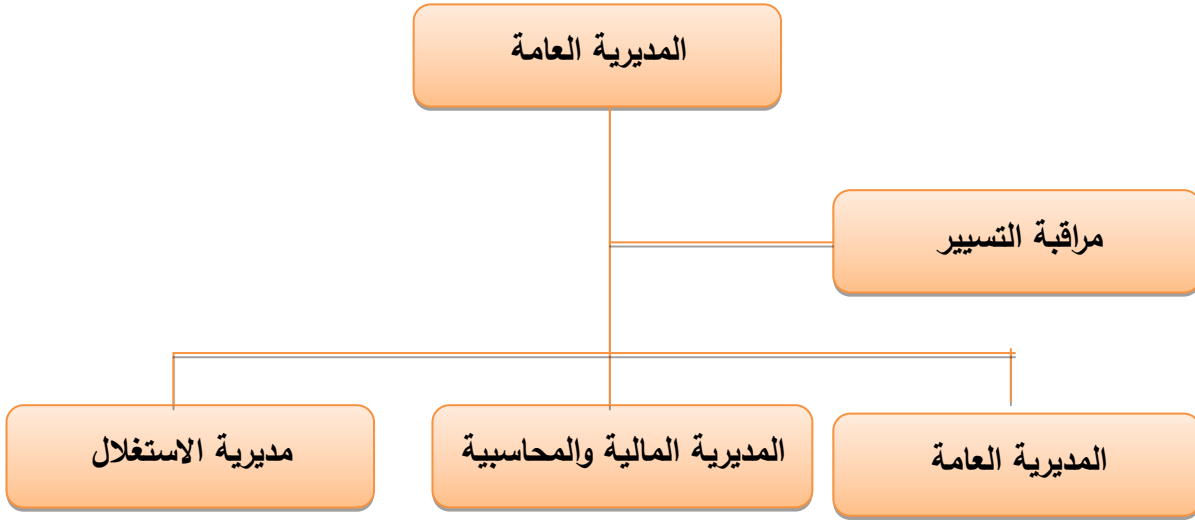 المديرية العامة
مراقبة التسيير
المديرية العامة
المديرية المالية والمحاسبية
مديرية الاستغلال